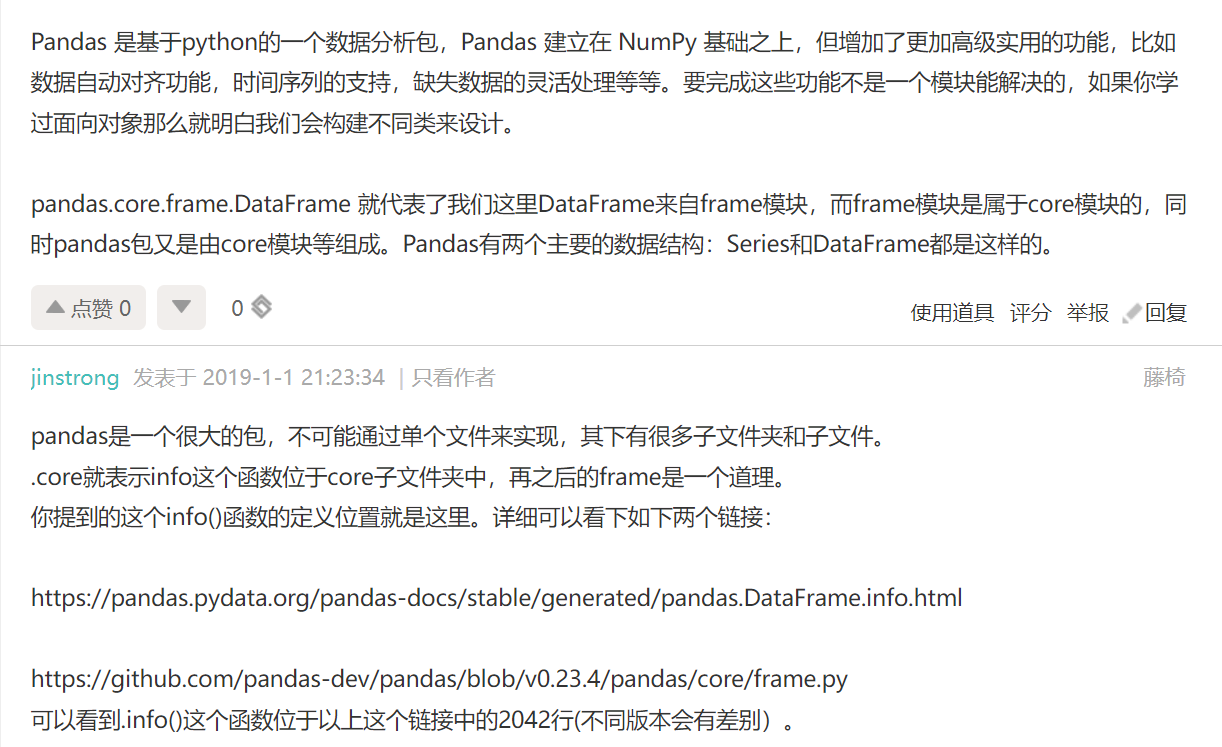 Pandas 是基于python的一个数据分析包，Pandas 建立在 NumPy 基础之上，但增加了更加高级实用的功能，比如
数据自动对齐功能，时间序列的支持，缺失数据的灵活处理等等。要完成这些功能不是一个模块能解决的，如果你学
过面向对象那么就明白我们会构建不同类来设计。
pandas.core.frame.DataFrame 就代表了我们这里DataFrame来自frame模块，而frame模块是属于core模块的，同
时pandas包又是由core模块等组成。Pandas有两个主要的数据结构：Series和DataFrame都是这样的。
点赞 0 0 使用道具 评分 举报 回复
jinstrong 发表于 2019-1-1 21:23:34 | 只看作者 藤椅
pandas是一个很大的包，不可能通过单个文件来实现，其下有很多子文件夹和子文件。
.core就表示info这个函数位于core子文件夹中，再之后的frame是一个道理。
你提到的这个info()函数的定义位置就是这里。详细可以看下如下两个链接：
https://pandas.pydata.org/pandas-docs/stable/generated/pandas.DataFrame.info.html
https://github.com/pandas-dev/pandas/blob/v0.23.4/pandas/core/frame.py
可以看到.info()这个函数位于以上这个链接中的2042行(不同版本会有差别）。